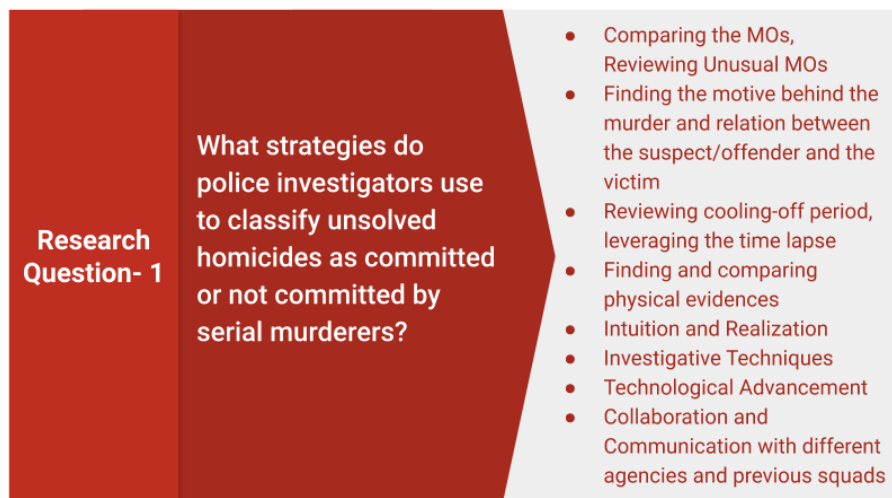 Research
Question- 1
What strategies do
police investigators use
to classify unsolved
homicides as committed
or not committed by
serial murderers?
● Comparing the MOs,
Reviewing Unusual MOs
● Finding the motive behind the
murder and relation between
the suspect/offender and the
victim
● Reviewing cooling-off period,
leveraging the time lapse
● Finding and comparing
physical evidences
● Intuition and Realization
● Investigative Techniques
● Technological Advancement
● Collaboration and
Communication with different
agencies and previous squads